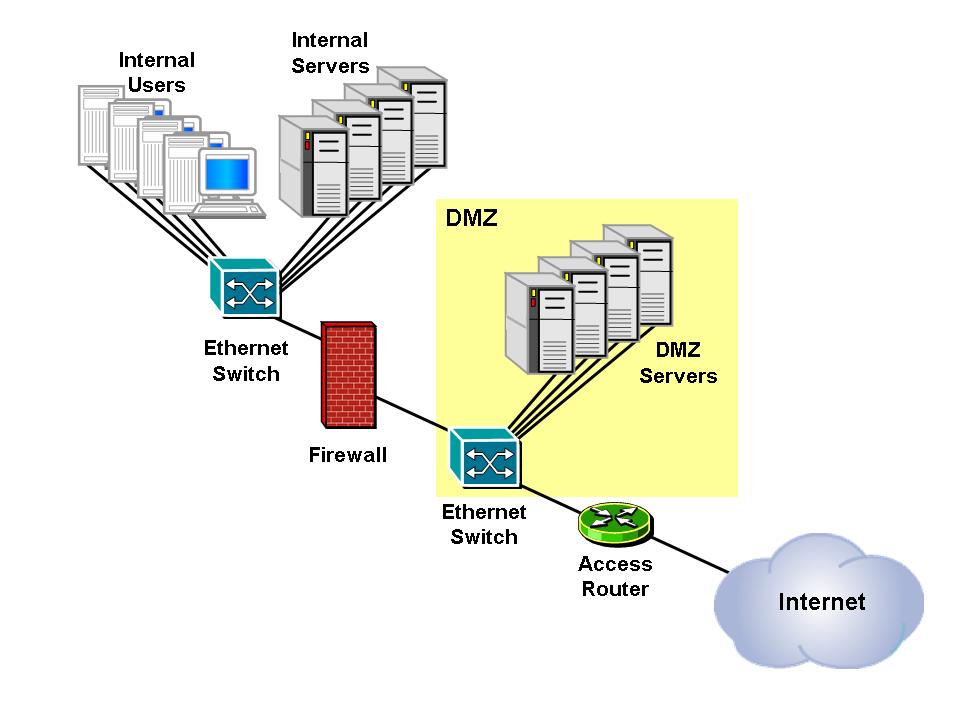 Internal
Users
Internal
Servers
DMZ
DMZ
Servers
Ethernet
Switch
Firewall
Ethernet
Switch
Access
Router
Internet